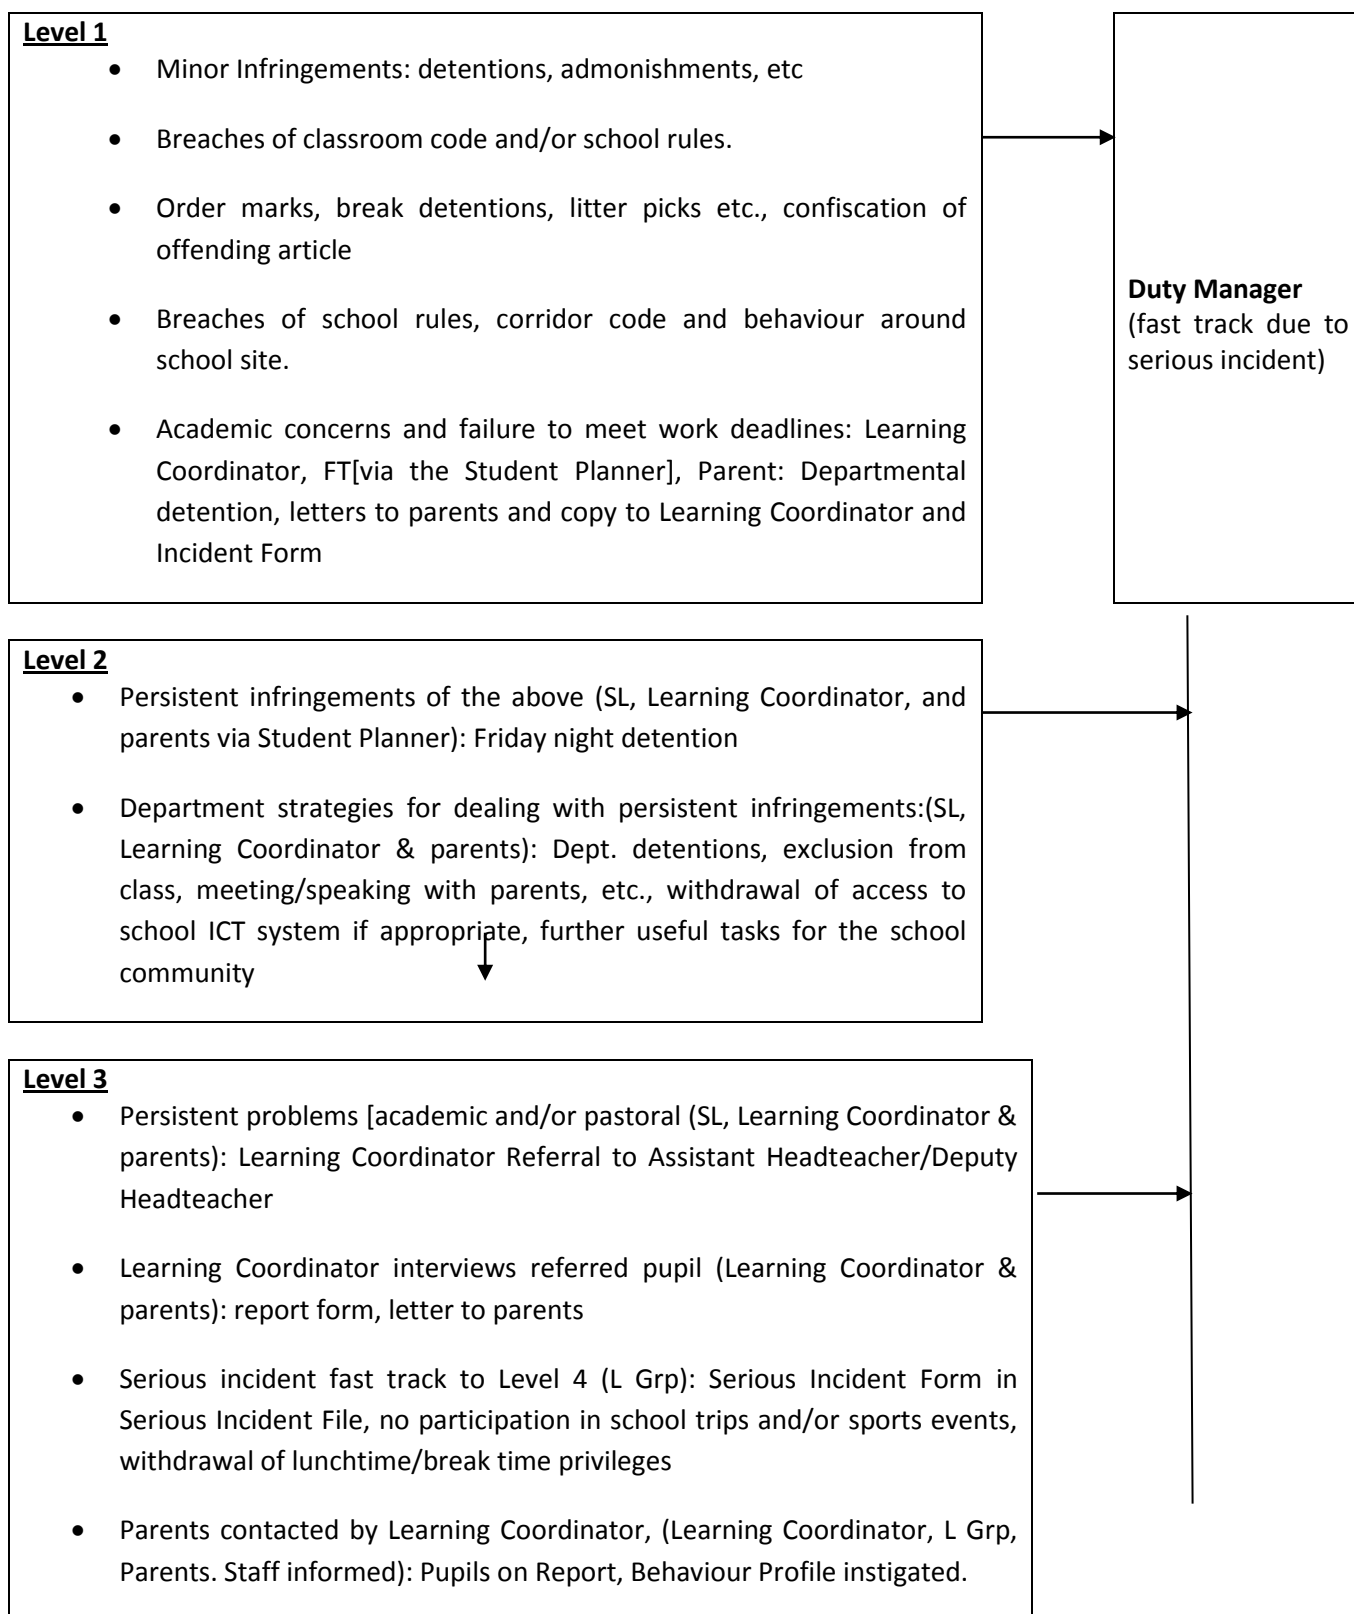 Level 1
• Minor Infringements: detentions, admonishments, etc
• Breaches of classroom code and/or school rules.
• Order marks, break detentions, litter picks etc., confiscation of
offending article
• Breaches of school rules, corridor code and behaviour around
school site.
• Academic concerns and failure to meet work deadlines: Learning
Coordinator, FT[via the Student Planner], Parent: Departmental
detention, letters to parents and copy to Learning Coordinator and
Incident Form
Duty Manager
(fast track due to
serious incident)
Level 2
• Persistent infringements of the above (SL, Learning Coordinator, and
parents via Student Planner): Friday night detention
• Department strategies for dealing with persistent infringements:(SL,
Learning Coordinator & parents): Dept. detentions, exclusion from
class, meeting/speaking with parents, etc., withdrawal of access to
school ICT system if appropriate, further useful tasks for the school
community
Level 3
• Persistent problems [academic and/or pastoral (SL, Learning Coordinator &
parents): Learning Coordinator Referral to Assistant Headteacher/Deputy
Headteacher
• Learning Coordinator interviews referred pupil (Learning Coordinator &
parents): report form, letter to parents
• Serious incident fast track to Level 4 (L Grp): Serious Incident Form in
Serious Incident File, no participation in school trips and/or sports events,
withdrawal of lunchtime/break time privileges
• Parents contacted by Learning Coordinator, (Learning Coordinator, L Grp,
Parents. Staff informed): Pupils on Report, Behaviour Profile instigated.